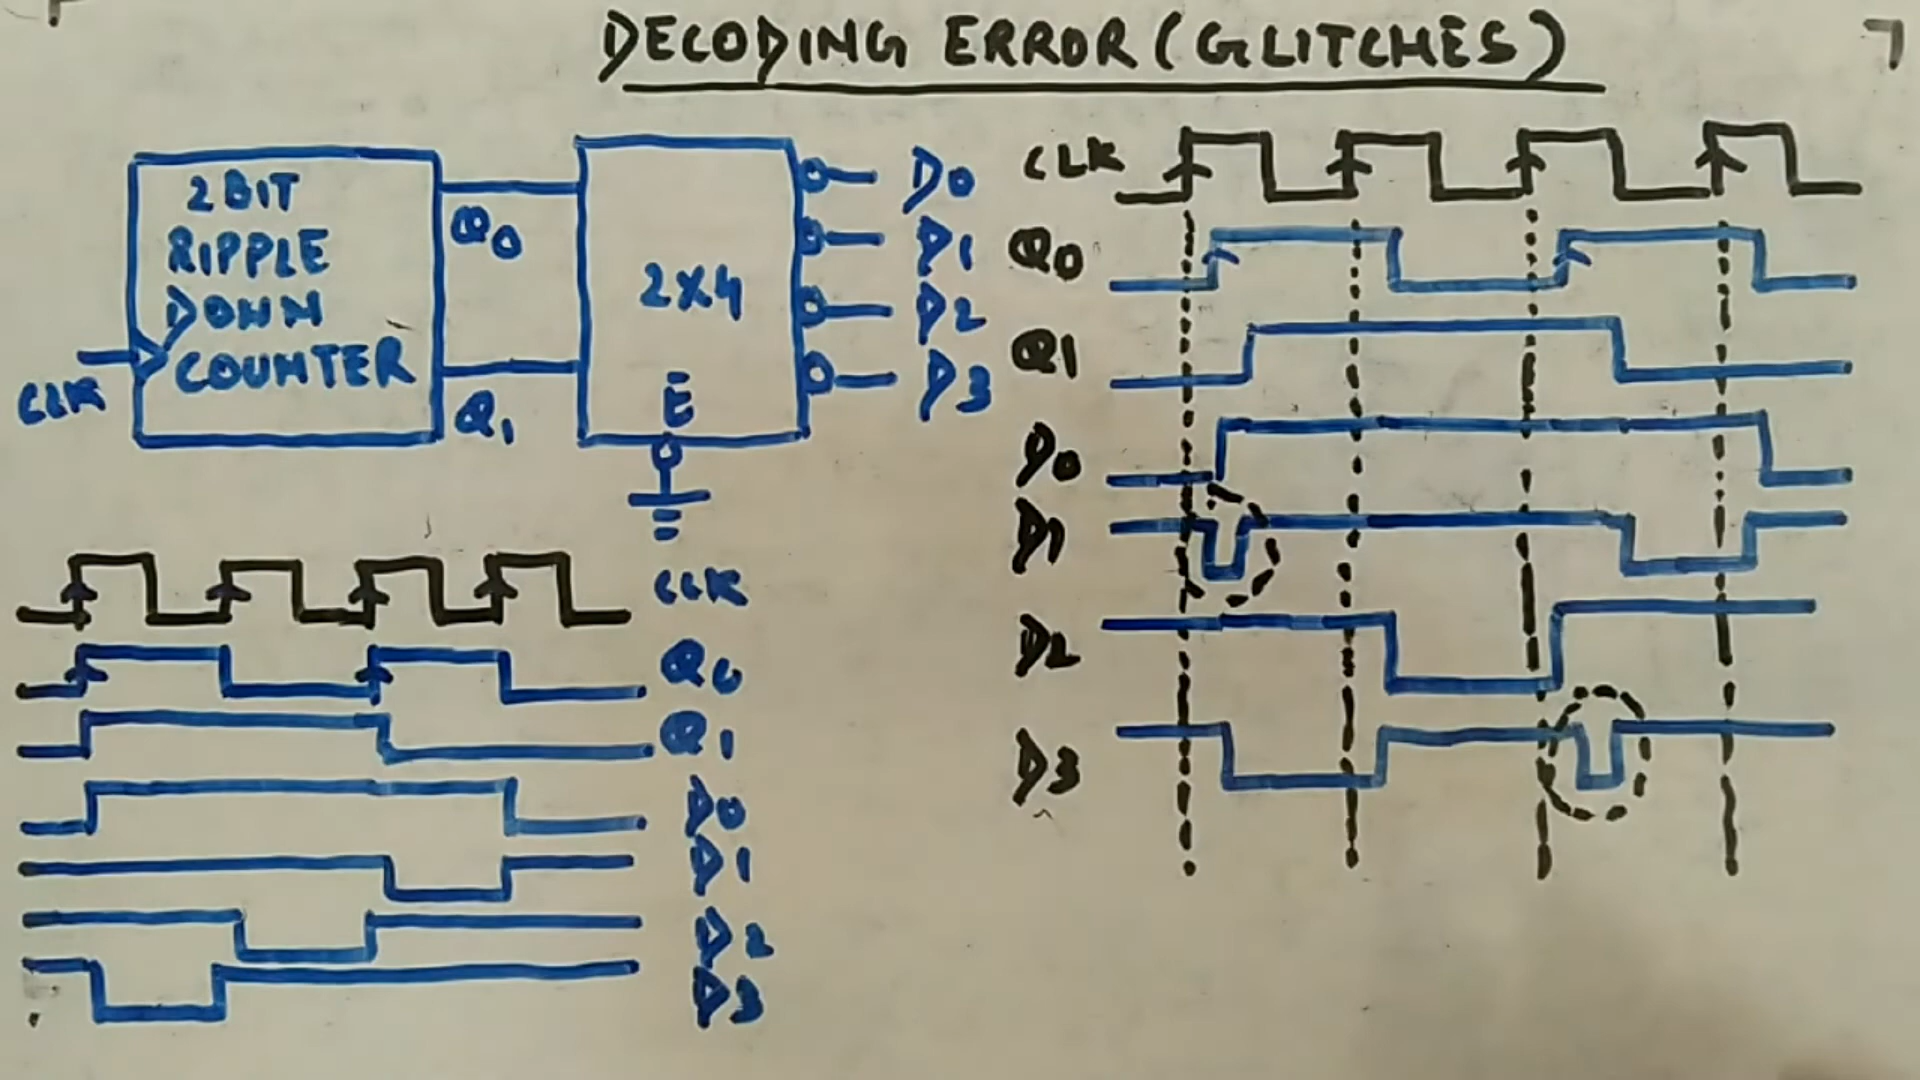 DECODING ERROR (GLITCHES)
7
2 BIT
RIPPLE
DOWN
COUNTER
CLK
Q0
Q1
2X4
Ē
D0
D1
D2
D3
CLK
Q0
Q1
D0
D1
D2
D3
CLK
Q0
Q1
D0
D1
D2
D3